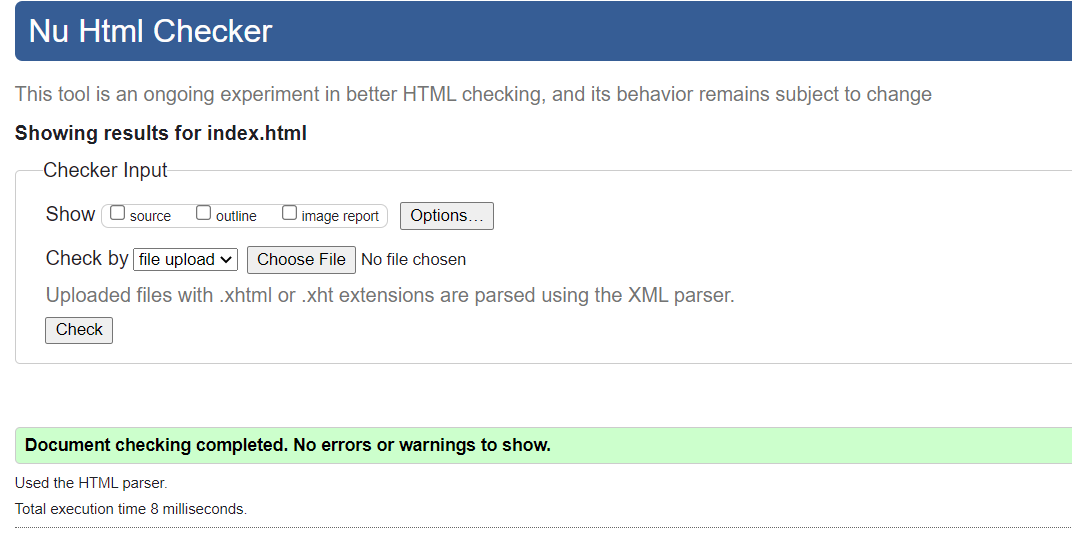 Nu Html Checker
This tool is an ongoing experiment in better HTML checking, and its behavior remains subject to change
Showing results for index.html
Checker Input
Show source outline image report Options...
Check by file upload Choose File No file chosen
Uploaded files with .xhtml or .xht extensions are parsed using the XML parser.
Check
Document checking completed. No errors or warnings to show.
Used the HTML parser.
Total execution time 8 milliseconds.